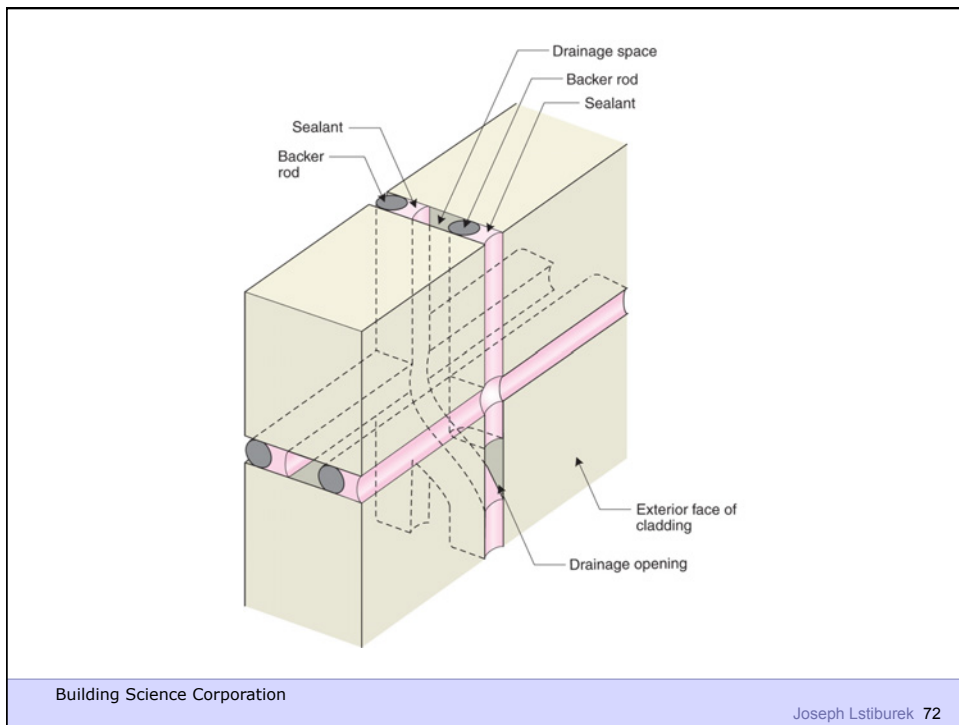 Drainage space
Backer rod
Sealant
Sealant
Backer
rod
Exterior face of
cladding
Drainage opening
Building Science Corporation
Joseph Lstiburek 72